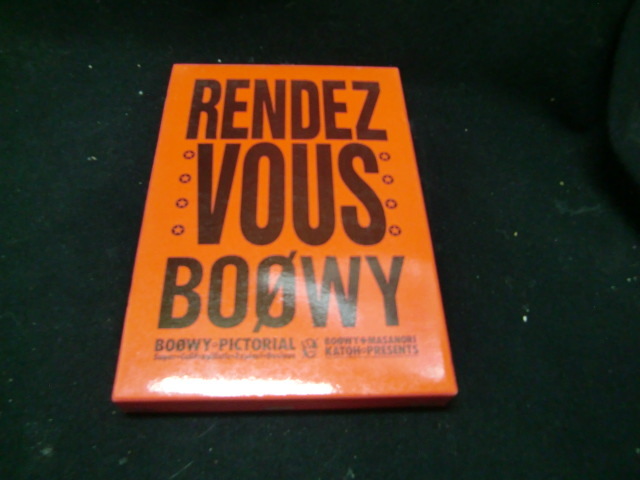 RENDEZ
VOUS
BOØWY
BOØWY=PICTORIAL
BOØWY+MASANORI
KATOH=PRESENTS